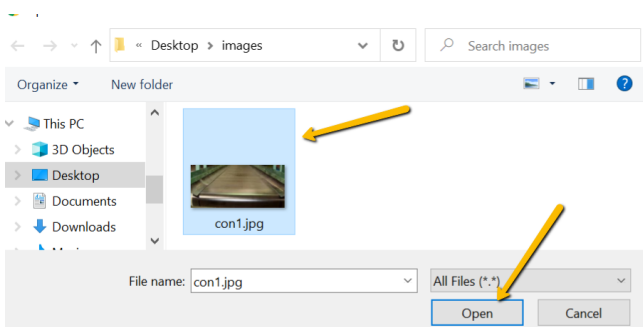 « Desktop › images
Search images
Organize
New folder
This PC
3D Objects
Desktop
Documents
Downloads
con1.jpg
File name: con1.jpg
All Files (*.*)
Open
Cancel